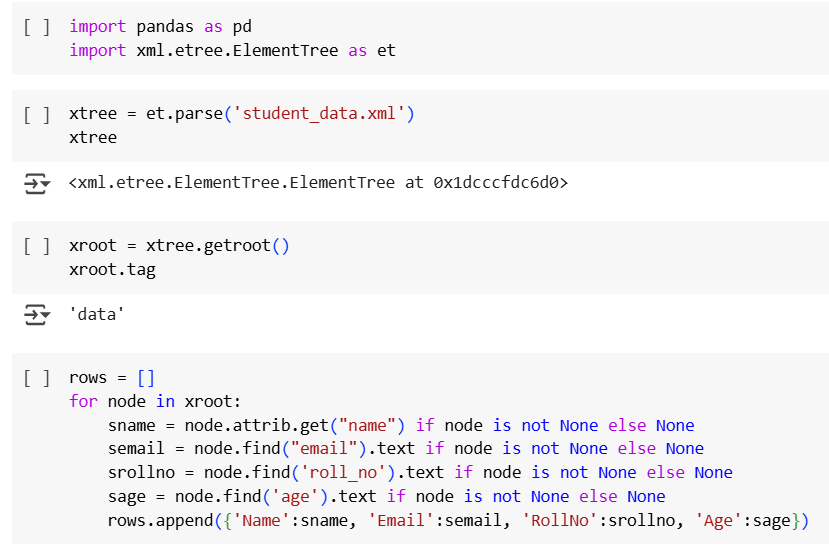 [ ] import pandas as pd
import xml.etree.ElementTree as et
[ ] xtree = et.parse('student_data.xml')
xtree
<xml.etree.ElementTree.ElementTree at 0x1dcccfdc6d0>
[ ] xroot = xtree.getroot()
xroot.tag
'data'
[ ] rows = []
for node in xroot:
    sname = node.attrib.get("name") if node is not None else None
    semail = node.find("email").text if node is not None else None
    srollno = node.find('roll_no').text if node is not None else None
    sage = node.find('age').text if node is not None else None
    rows.append({'Name':sname, 'Email':semail, 'RollNo':srollno, 'Age':sage})